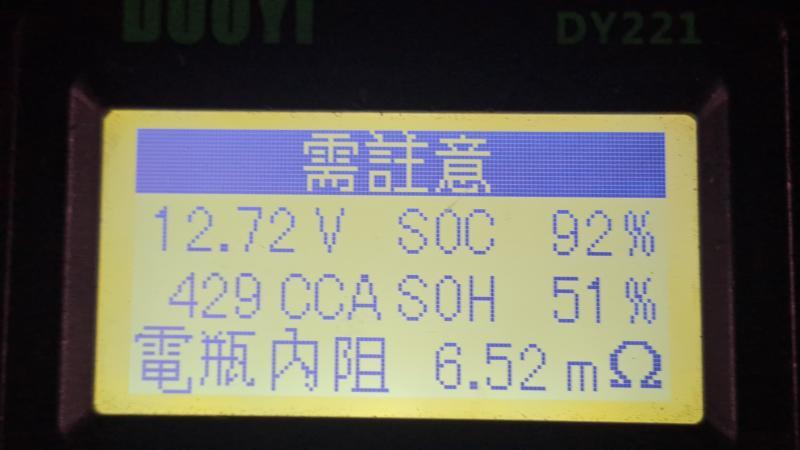 DUOYI DY221
需註意
12.72 V SOC 92%
429 CCA SOH 51%
電瓶內阻 6.52 mΩ